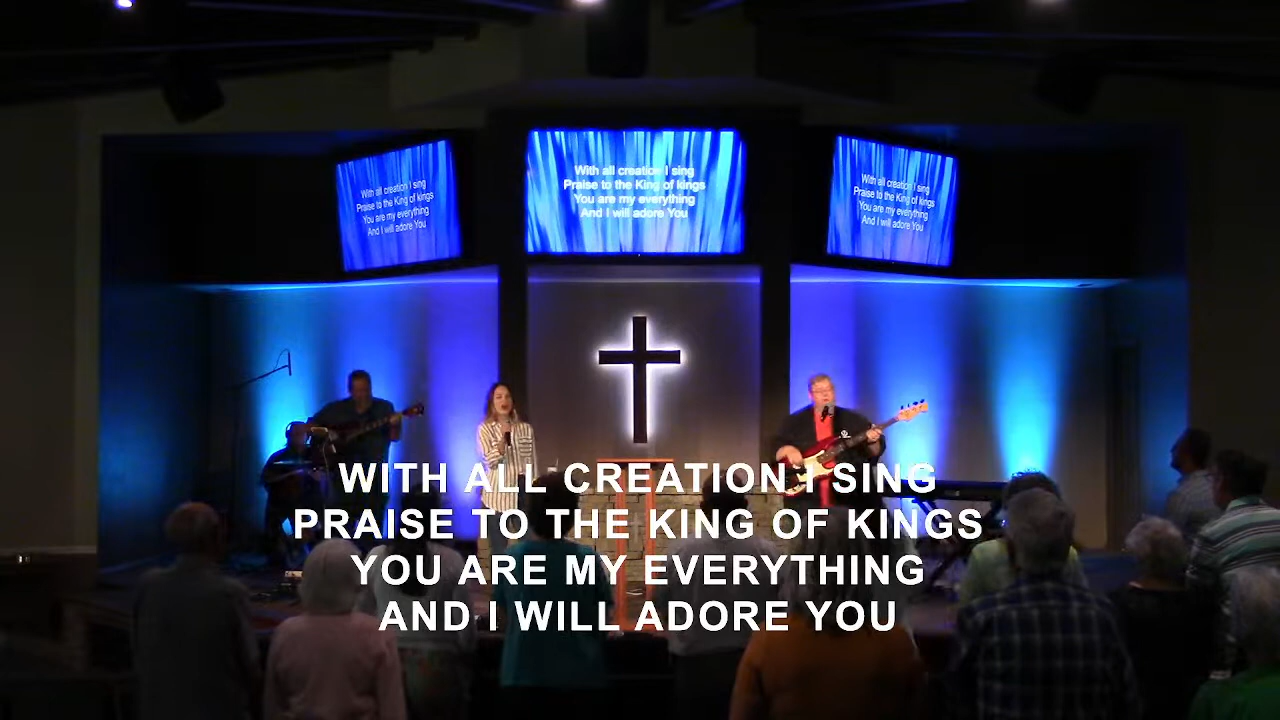 With all creation I sing
Praise to the King of kings
You are my everything
And I will adore You
With all creation I sing
Praise to the King of kings
You are my everything
And I will adore You
With all creation I sing
Praise to the King of kings
You are my everything
And I will adore You
WITH ALL CREATION I SING
PRAISE TO THE KING OF KINGS
YOU ARE MY EVERYTHING
AND I WILL ADORE YOU